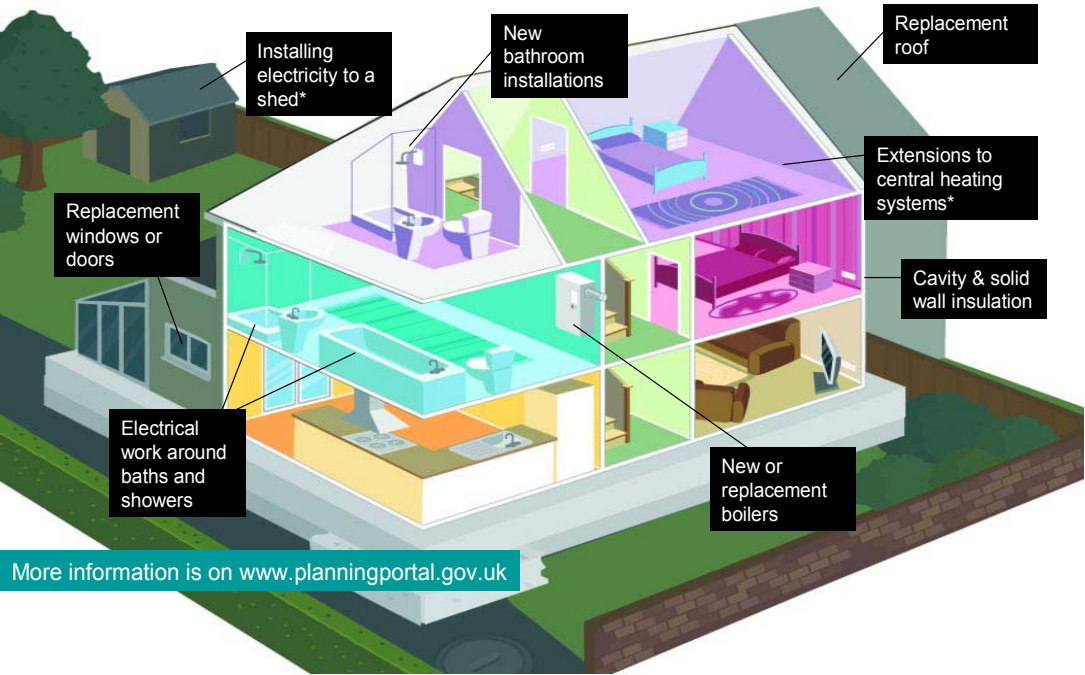 Installing
electricity to a
shed*
New
bathroom
installations
Replacement
roof
Extensions to
central heating
systems*
Replacement
windows or
doors
Cavity & solid
wall insulation
Electrical
work around
baths and
showers
New or
replacement
boilers
More information is on www.planningportal.gov.uk